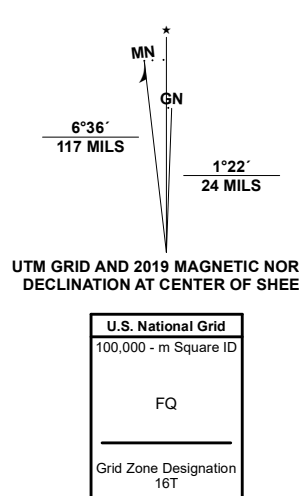 ★
MN
GN
6°36´
117 MILS
1°22´
24 MILS
UTM GRID AND 2019 MAGNETIC NOR
DECLINATION AT CENTER OF SHEE
U.S. National Grid
100,000 - m Square ID
FQ
Grid Zone Designation
16T